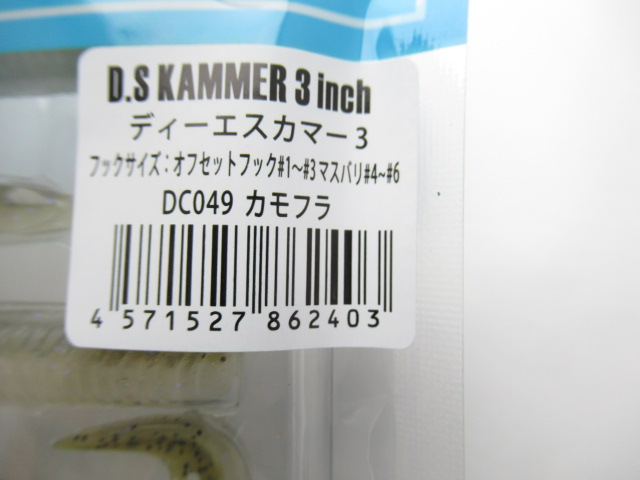 D.S KAMMER 3 inch
ディーエスカマー3
フックサイズ：オフセットフック#1〜#3マスバリ#4~#6
DC049 カモフラ
4 571527 862403